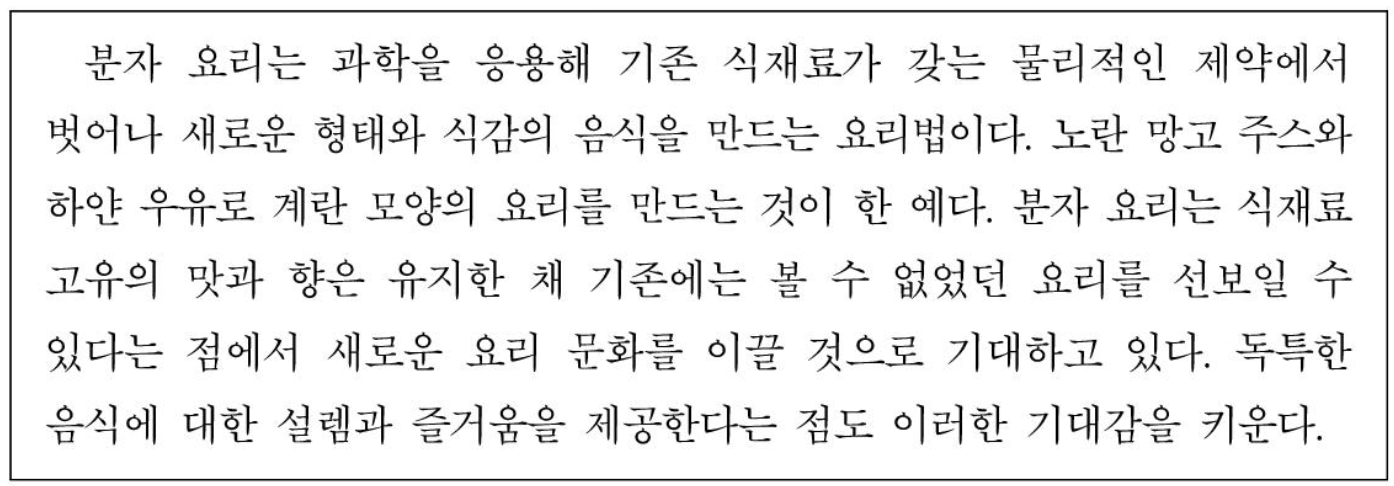 분자 요리는 과학을 응용해 기존 식재료가 갖는 물리적인 제약에서
벗어나 새로운 형태와 식감의 음식을 만드는 요리법이다. 노란 망고 주스와
하얀 우유로 계란 모양의 요리를 만드는 것이 한 예다. 분자 요리는 식재료
고유의 맛과 향은 유지한 채 기존에는 볼 수 없었던 요리를 선보일 수
있다는 점에서 새로운 요리 문화를 이끌 것으로 기대하고 있다. 독특한
음식에 대한 설렘과 즐거움을 제공한다는 점도 이러한 기대감을 키운다.